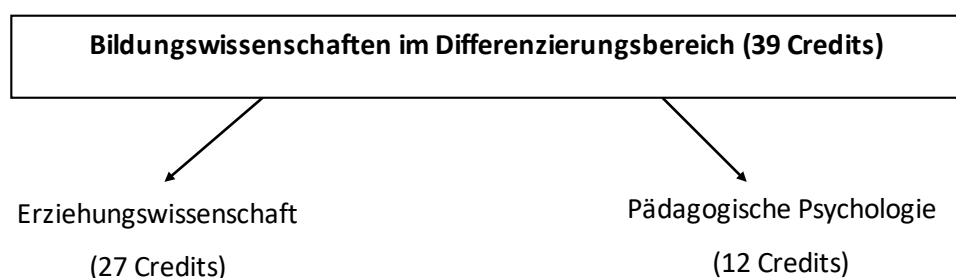 Bildungswissenschaften im Differenzierungsbereich (39 Credits)
Erziehungswissenschaft
(27 Credits)
Pädagogische Psychologie
(12 Credits)